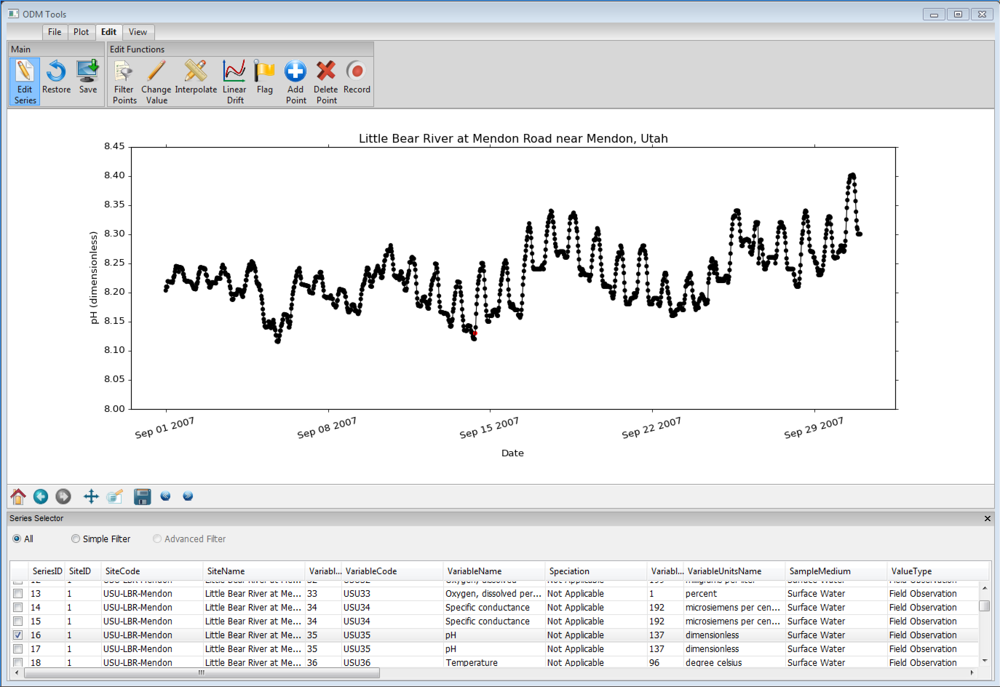 ODM Tools
File Plot Edit View
Main Edit Functions
Edit Series Restore Save Filter Points Change Value Interpolate Linear Drift Flag Add Point Delete Point Record
Little Bear River at Mendon Road near Mendon, Utah
8.45
8.40
8.35
8.30
8.25
8.20
8.15
8.10
8.05
8.00
pH (dimensionless)
Sep 01 2007 Sep 08 2007 Sep 15 2007 Sep 22 2007 Sep 29 2007
Date
Series Selector
All Simple Filter Advanced Filter
SeriesID SiteID SiteCode SiteName Variabl... VariableCode VariableName Speciation Variabl... VariableUnitsName SampleMedium ValueType
13 1 USU-LBR-Mendon Little Bear River at Me... 33 USU33 Oxygen, dissolved per... Not Applicable 1 percent Surface Water Field Observation
14 1 USU-LBR-Mendon Little Bear River at Me... 34 USU34 Specific conductance Not Applicable 192 microsiemens per cen... Surface Water Field Observation
15 1 USU-LBR-Mendon Little Bear River at Me... 34 USU34 Specific conductance Not Applicable 192 microsiemens per cen... Surface Water Field Observation
16 1 USU-LBR-Mendon Little Bear River at Me... 35 USU35 pH Not Applicable 137 dimensionless Surface Water Field Observation
17 1 USU-LBR-Mendon Little Bear River at Me... 35 USU35 pH Not Applicable 137 dimensionless Surface Water Field Observation
18 1 USU-LBR-Mendon Little Bear River at Me... 36 USU36 Temperature Not Applicable 96 degree celsius Surface Water Field Observation